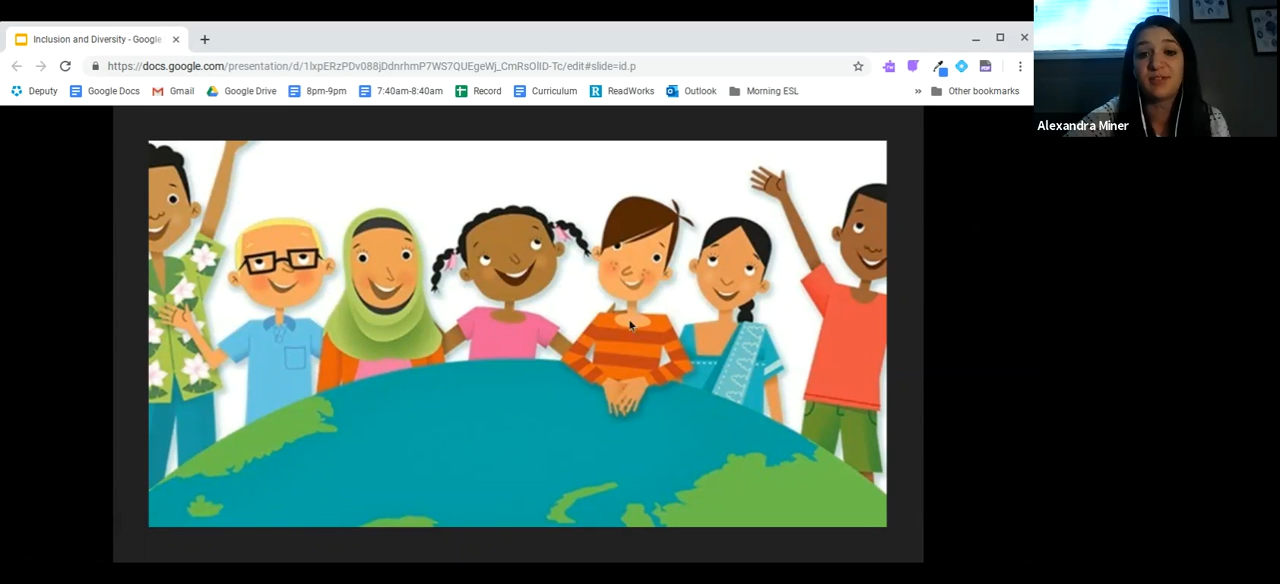 Inclusion and Diversity - Google
https://docs.google.com/presentation/d/1lxpERzPDv088jDdnrhmP7WS7QUEgeWj_CmRsOlID-Tc/edit#slide=id.p
Deputy Google Docs Gmail Google Drive 8pm-9pm 7:40am-8:40am Record Curriculum ReadWorks Outlook Morning ESL » Other bookmarks
Alexandra Miner